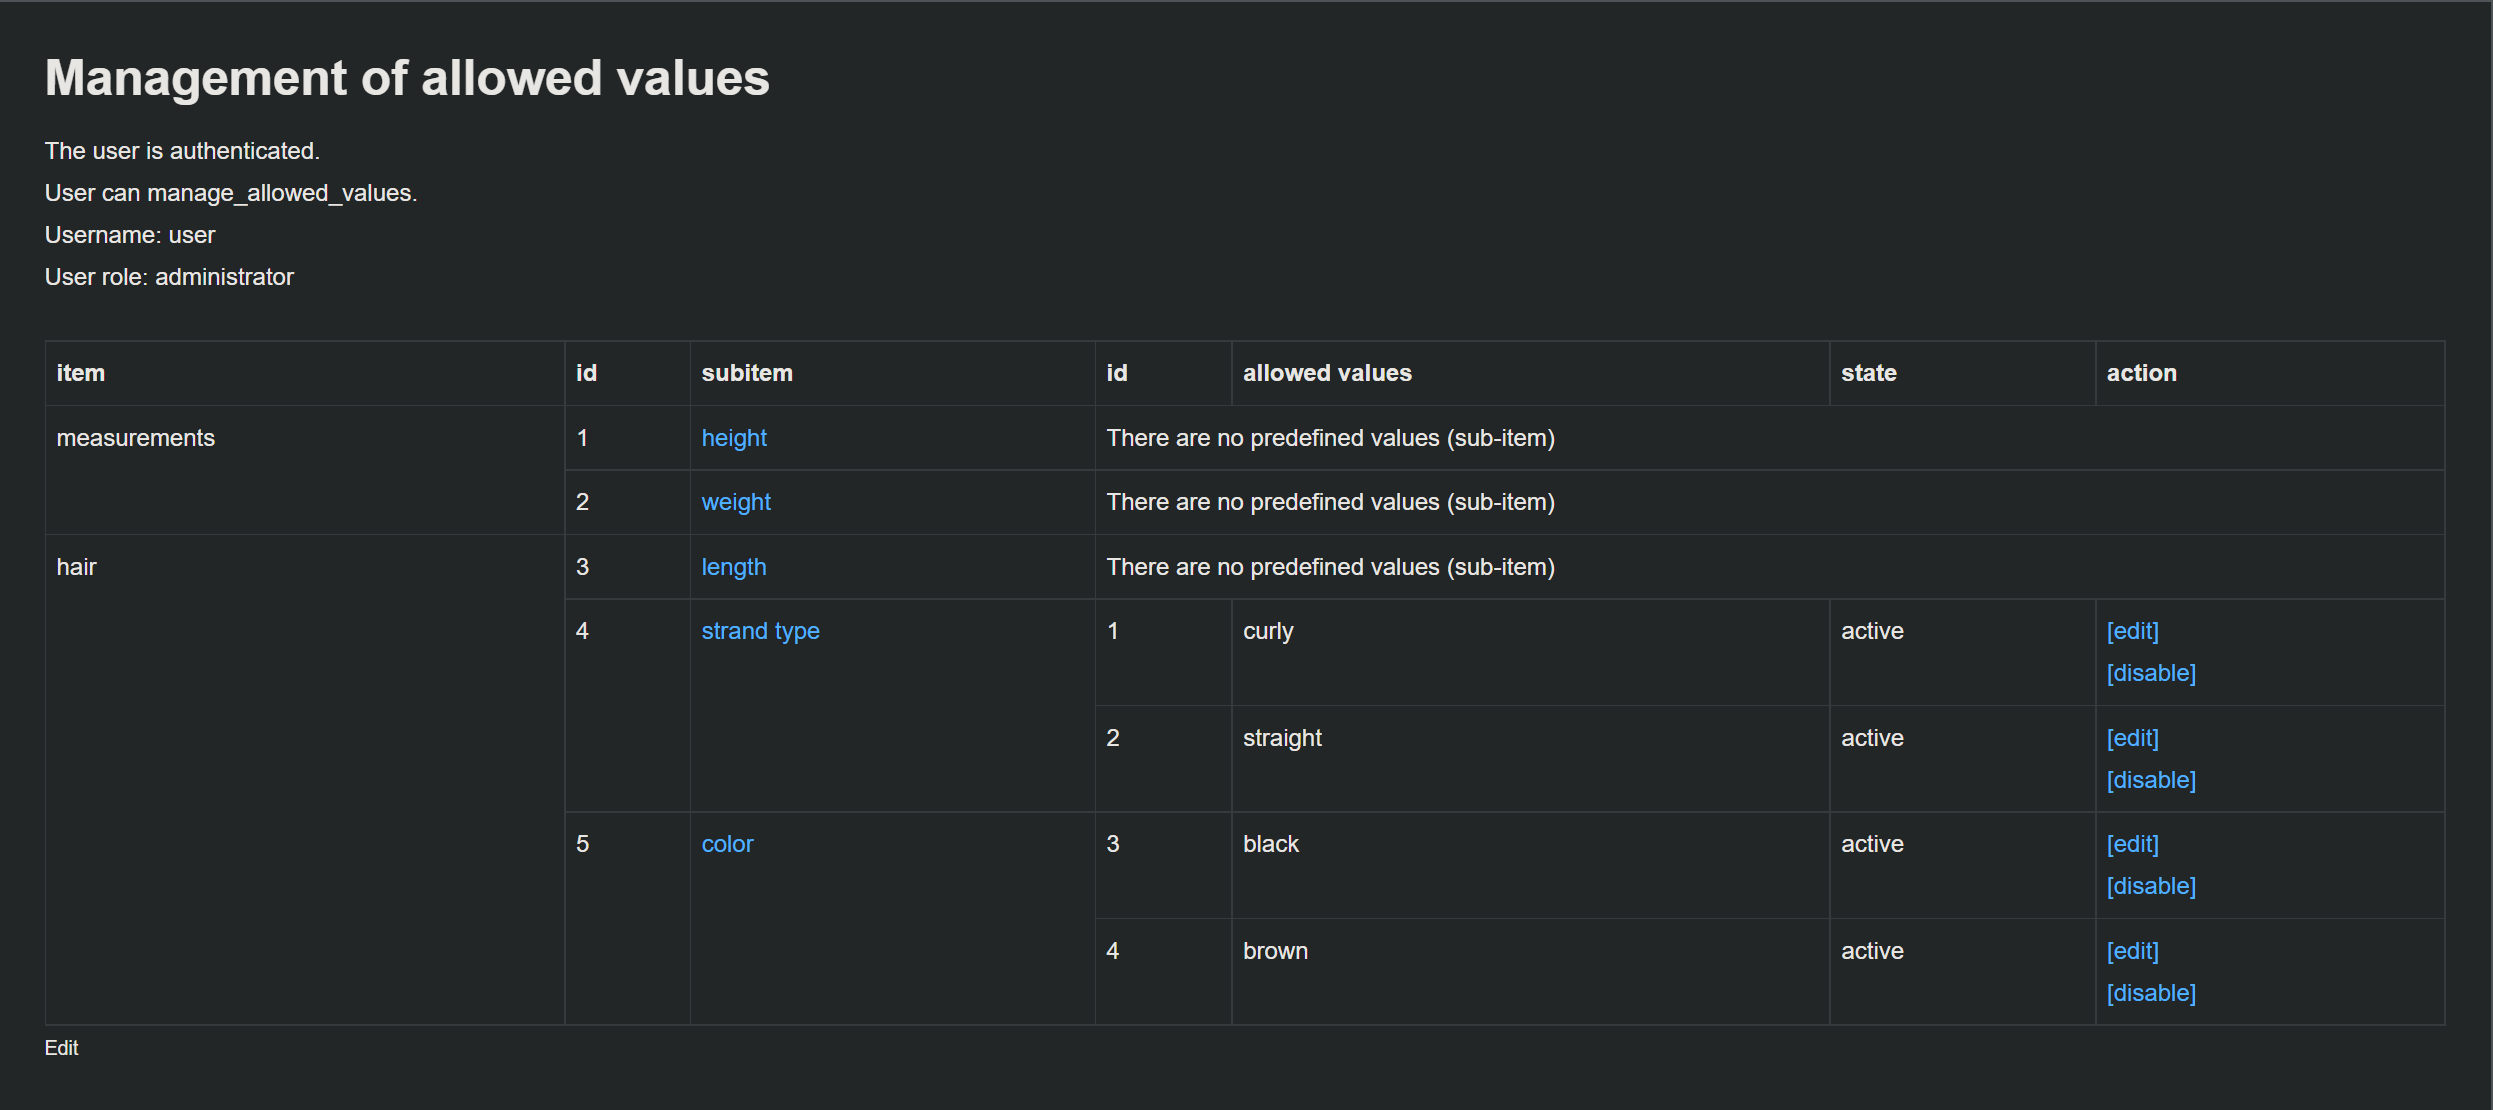 Management of allowed values
The user is authenticated.
User can manage_allowed_values.
Username: user
User role: administrator
item id subitem id allowed values state action
measurements 1 height There are no predefined values (sub-item)
2 weight There are no predefined values (sub-item)
hair 3 length There are no predefined values (sub-item)
4 strand type 1 curly active [edit]
[disable]
2 straight active [edit]
[disable]
5 color 3 black active [edit]
[disable]
4 brown active [edit]
[disable]
Edit